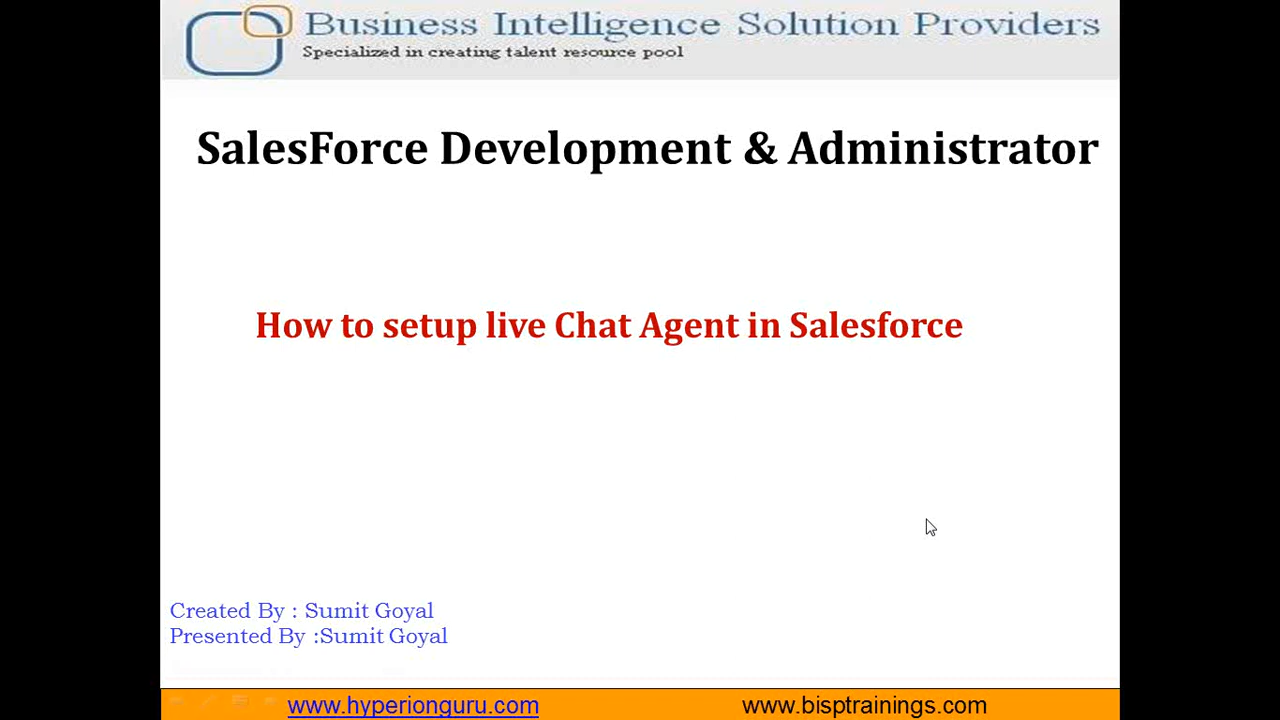 Business Intelligence Solution Providers
Specialized in creating talent resource pool
SalesForce Development & Administrator
How to setup live Chat Agent in Salesforce
Created By : Sumit Goyal
Presented By :Sumit Goyal
www.hyperionguru.com www.bisptrainings.com